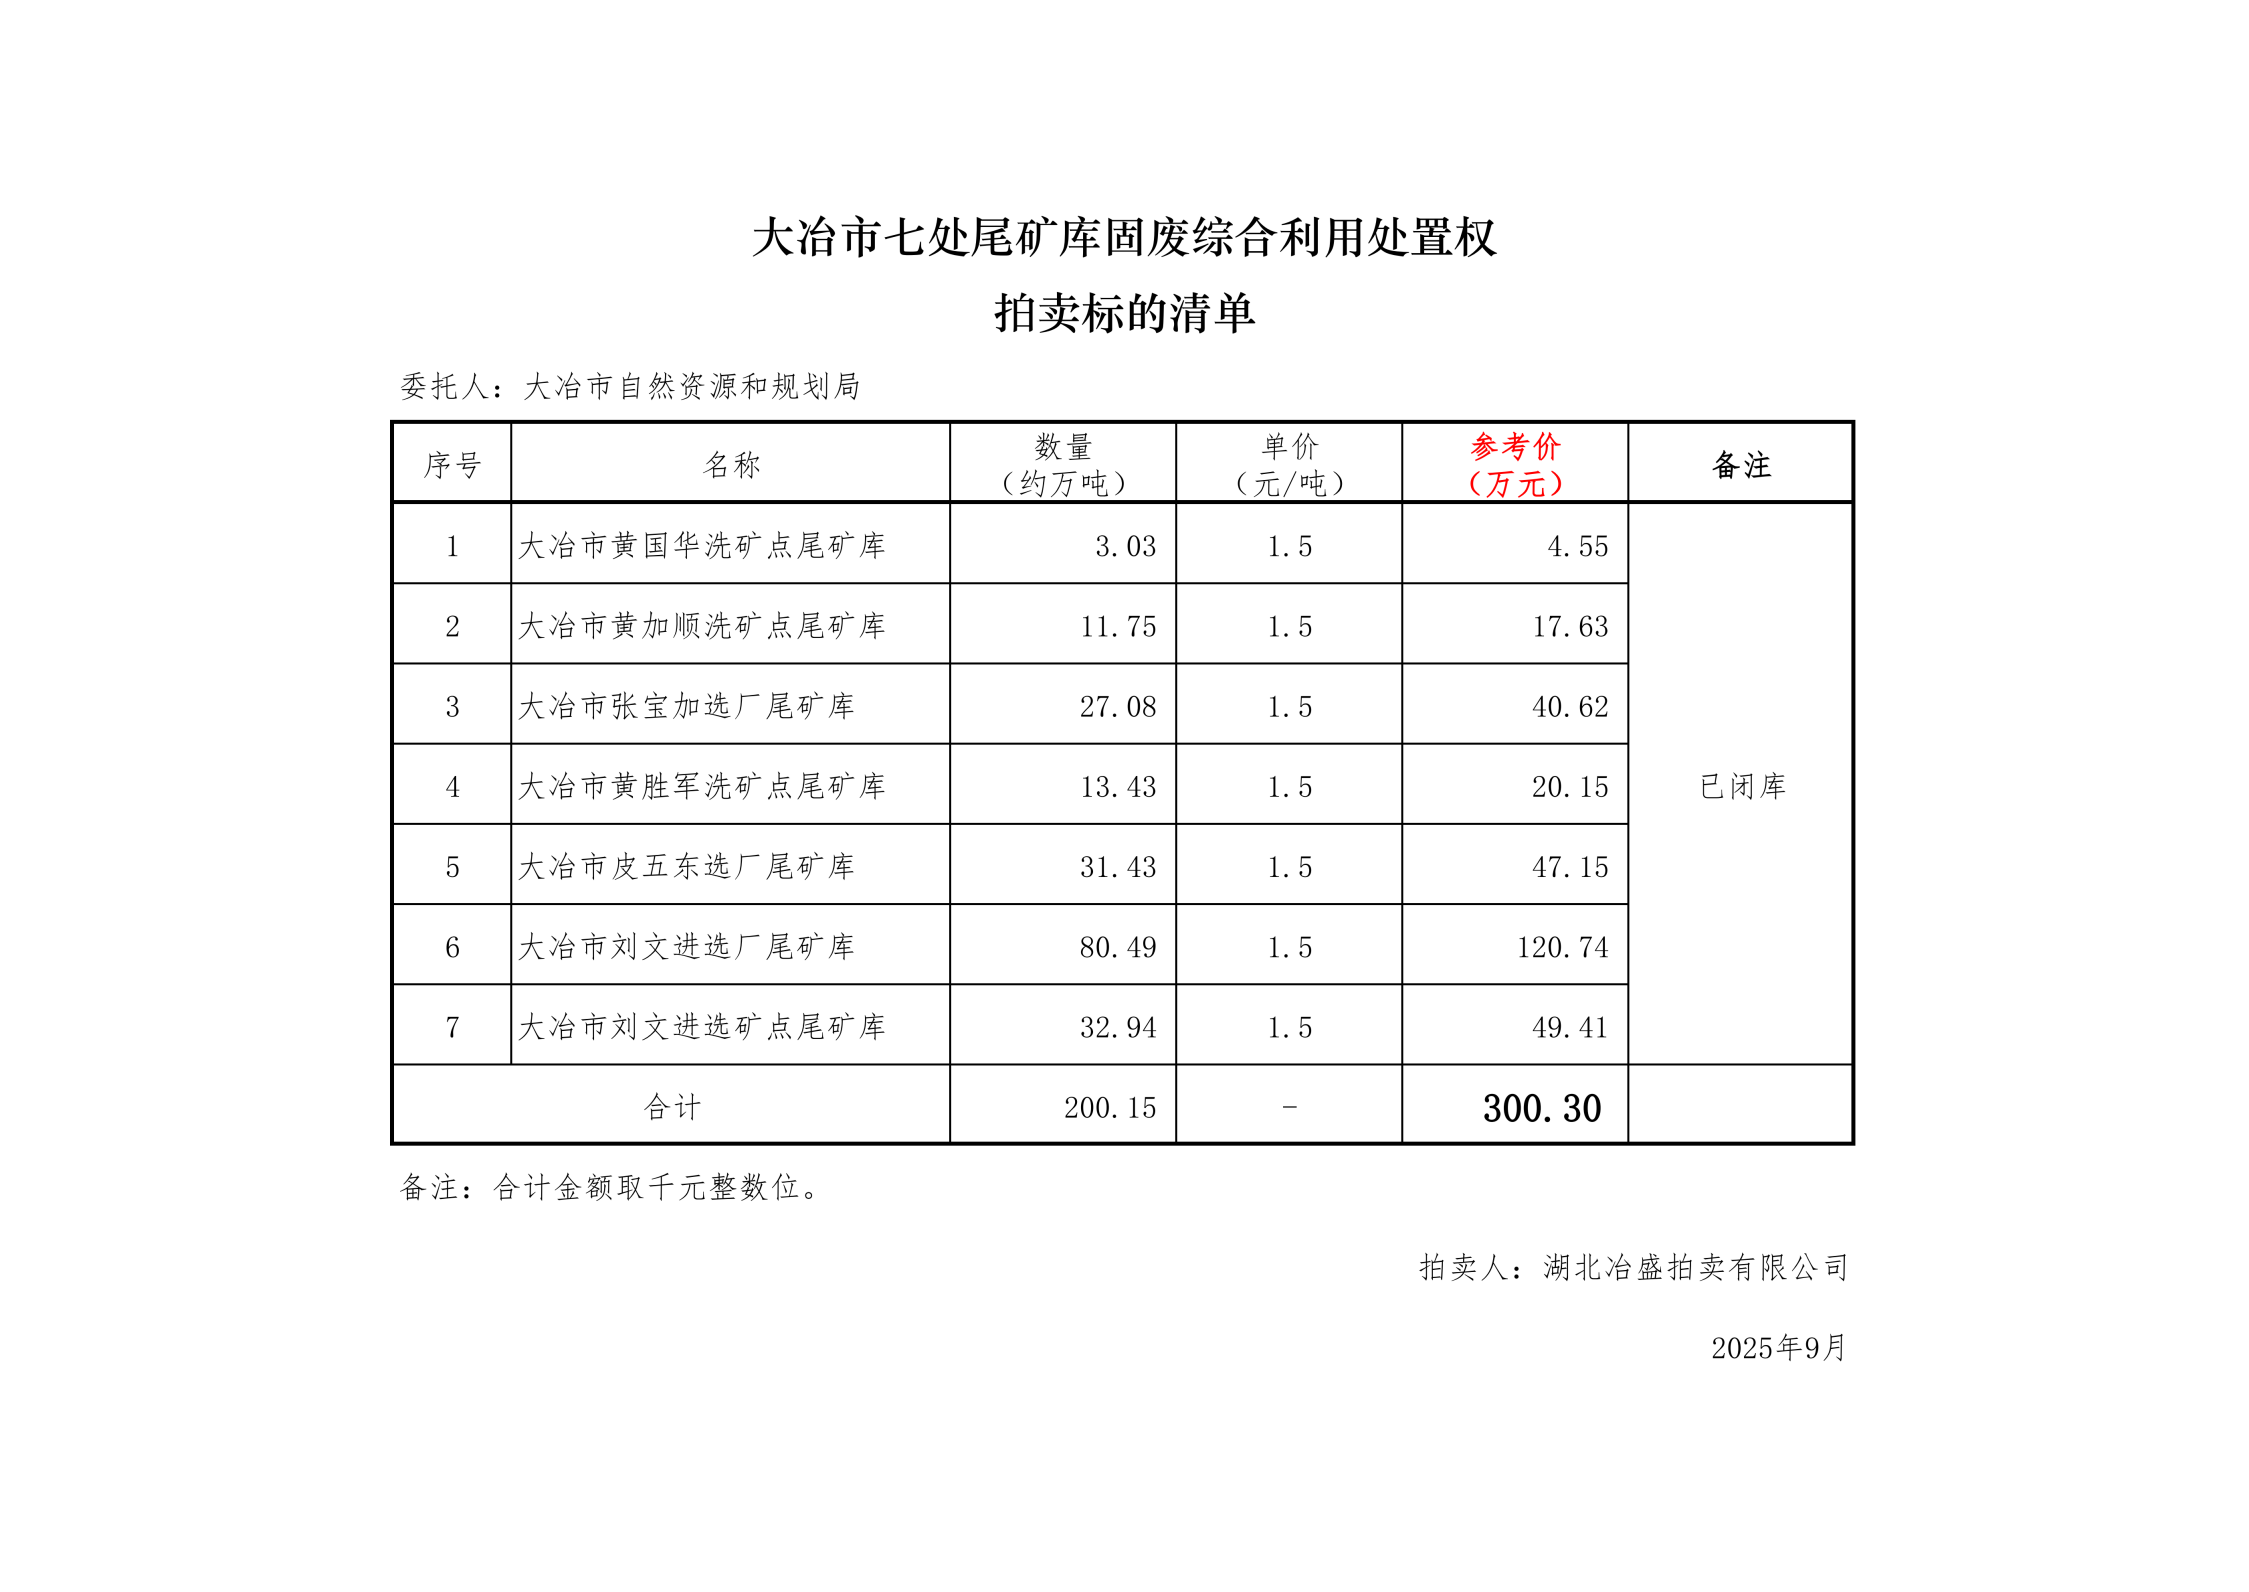 大冶市七处尾矿库固废综合利用处置权
拍卖标的清单
委托人：大冶市自然资源和规划局
序号 名称 数量（约万吨） 单价（元/吨） 参考价（万元） 备注
1 大冶市黄国华洗矿点尾矿库 3.03 1.5 4.55
2 大冶市黄加顺洗矿点尾矿库 11.75 1.5 17.63
3 大冶市张宝加选厂尾矿库 27.08 1.5 40.62
4 大冶市黄胜军洗矿点尾矿库 13.43 1.5 20.15 已闭库
5 大冶市皮五东选厂尾矿库 31.43 1.5 47.15
6 大冶市刘文进选厂尾矿库 80.49 1.5 120.74
7 大冶市刘文进选矿点尾矿库 32.94 1.5 49.41
合计 200.15 - 300.30
备注：合计金额取千元整数位。
拍卖人：湖北冶盛拍卖有限公司
2025年9月